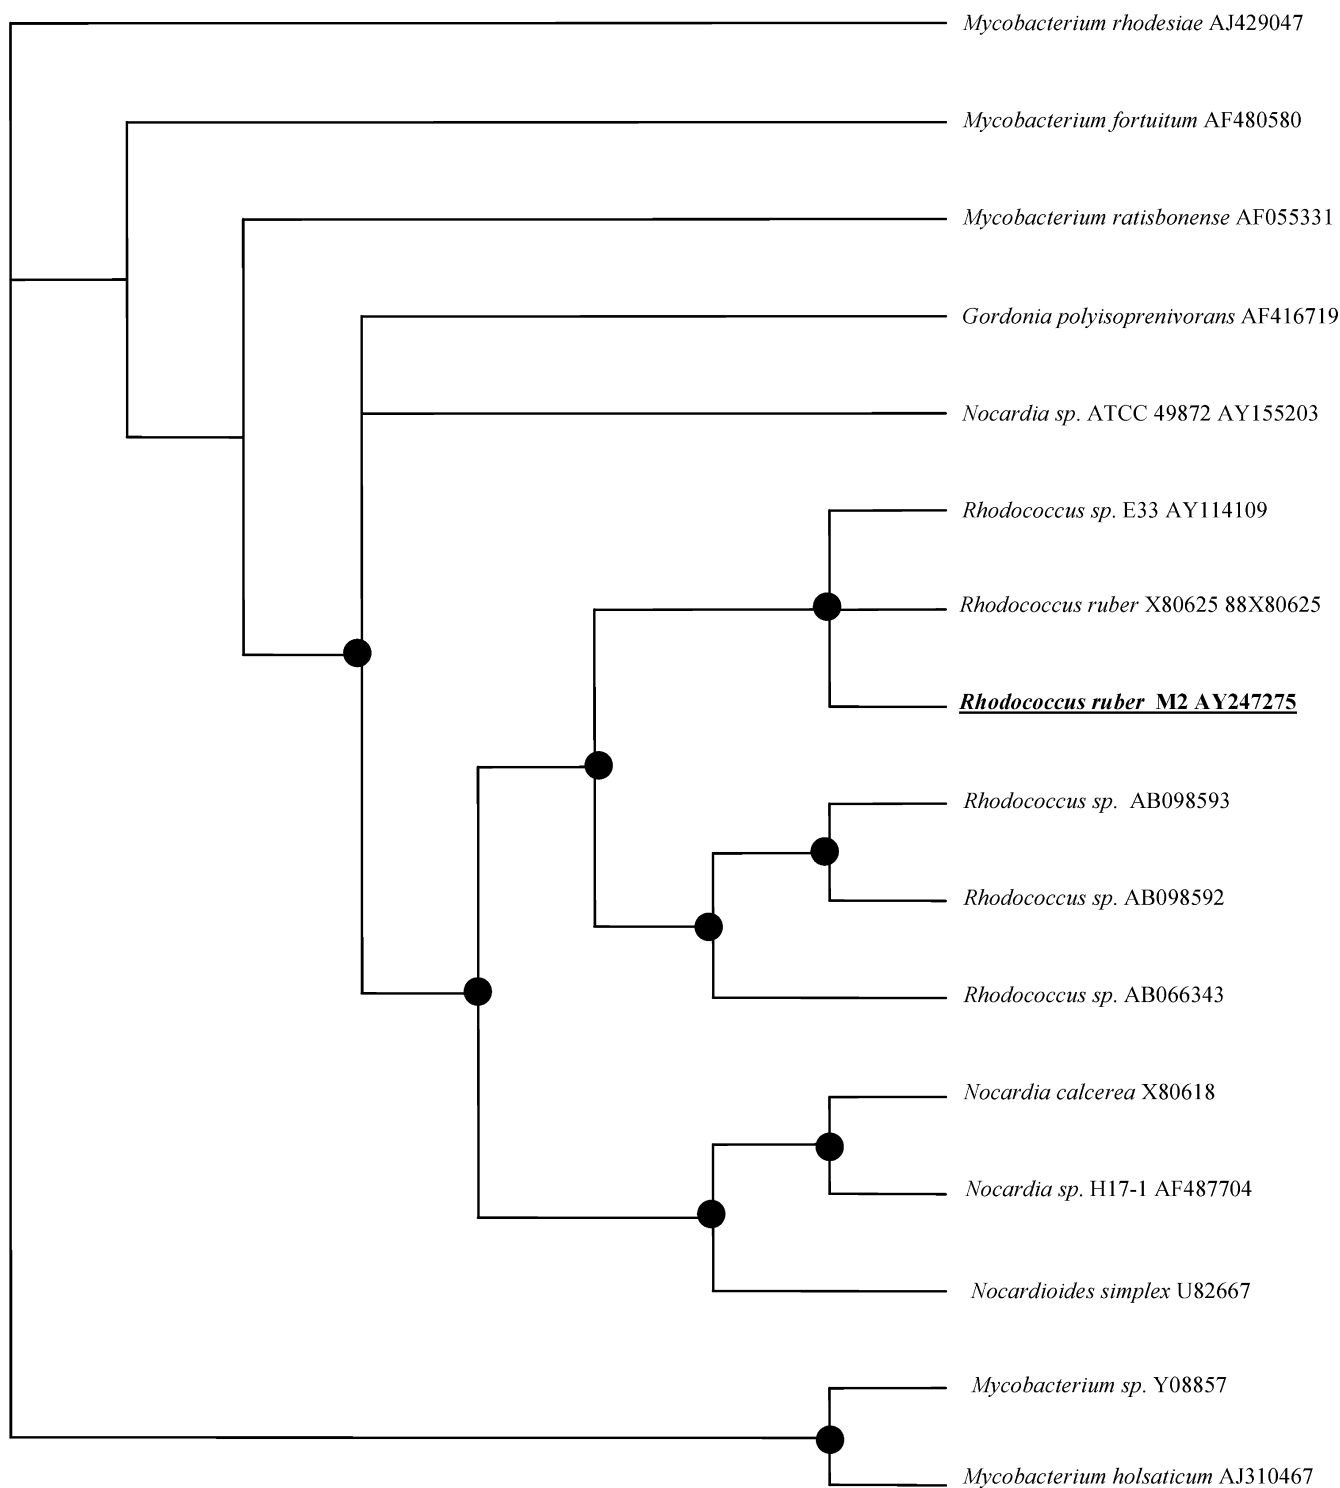 Mycobacterium rhodesiae AJ429047
Mycobacterium fortuitum AF480580
Mycobacterium ratisbonense AF055331
Gordonia polyisoprenivorans AF416719
Nocardia sp. ATCC 49872 AY155203
Rhodococcus sp. E33 AY114109
Rhodococcus ruber X80625 88X80625
Rhodococcus ruber M2 AY247275
Rhodococcus sp. AB098593
Rhodococcus sp. AB098592
Rhodococcus sp. AB066343
Nocardia calcerea X80618
Nocardia sp. H17-1 AF487704
Nocardioides simplex U82667
Mycobacterium sp. Y08857
Mycobacterium holsaticum AJ310467